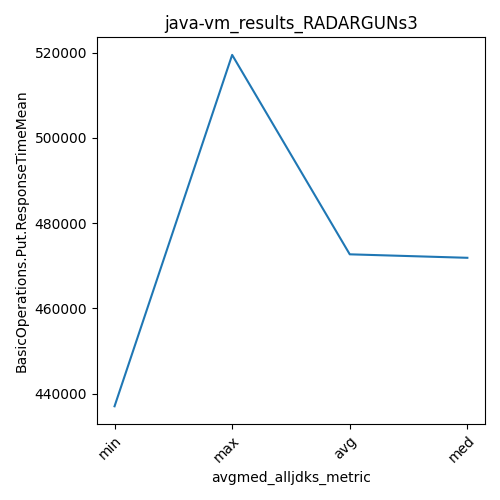 java-vm_results_RADARGUNs3
BasicOperations.Put.ResponseTimeMean
520000
500000
480000
460000
440000
min
max
avg
med
avgmed_alljdks_metric